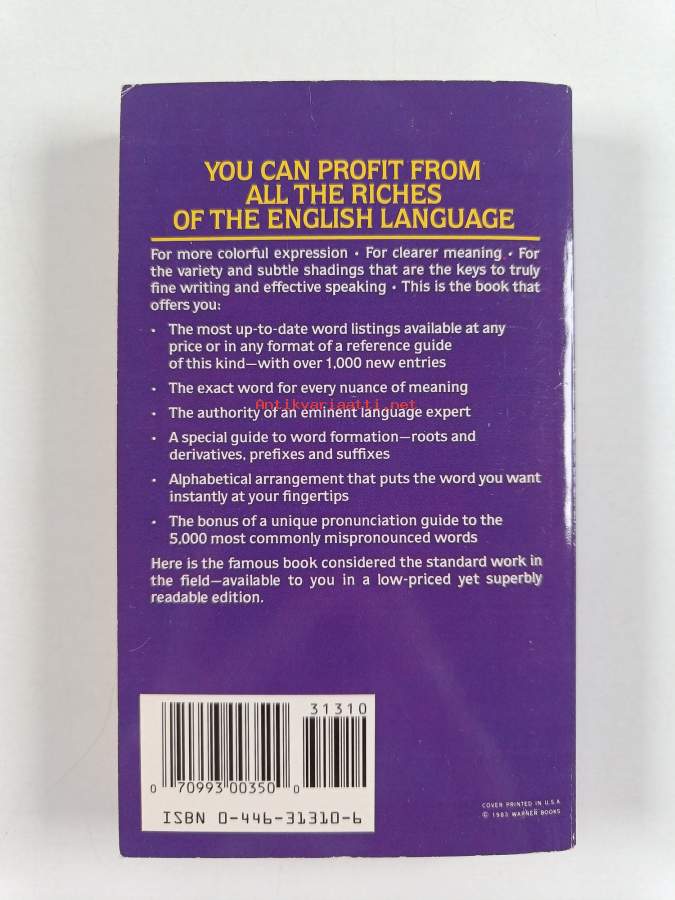 YOU CAN PROFIT FROM
ALL THE RICHES
OF THE ENGLISH LANGUAGE
For more colorful expression • For clearer meaning • For
the variety and subtle shadings that are the keys to truly
fine writing and effective speaking • This is the book that
offers you:
• The most up-to-date word listings available at any
price or in any format of a reference guide
of this kind—with over 1,000 new entries
• The exact word for every nuance of meaning
Antikvariaatti.net
• The authority of an eminent language expert
• A special guide to word formation—roots and
derivatives, prefixes and suffixes
• Alphabetical arrangement that puts the word you want
instantly at your fingertips
• The bonus of a unique pronunciation guide to the
5,000 most commonly mispronounced words
Here is the famous book considered the standard work in
the field—available to you in a low-priced yet superbly
readable edition.
31310
0 70993 00350 0
ISBN 0-446-31310-6
COVER PRINTED IN U.S.A.
© 1983 WARNER BOOKS